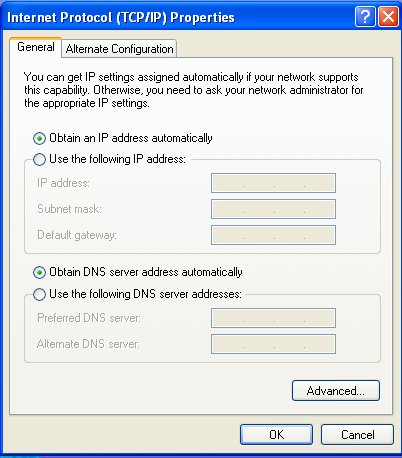 Internet Protocol (TCP/IP) Properties
General
Alternate Configuration
You can get IP settings assigned automatically if your network supports
this capability. Otherwise, you need to ask your network administrator for
the appropriate IP settings.
Obtain an IP address automatically
Use the following IP address:
IP address:
Subnet mask:
Default gateway:
Obtain DNS server address automatically
Use the following DNS server addresses:
Preferred DNS server:
Alternate DNS server:
Advanced...
OK
Cancel